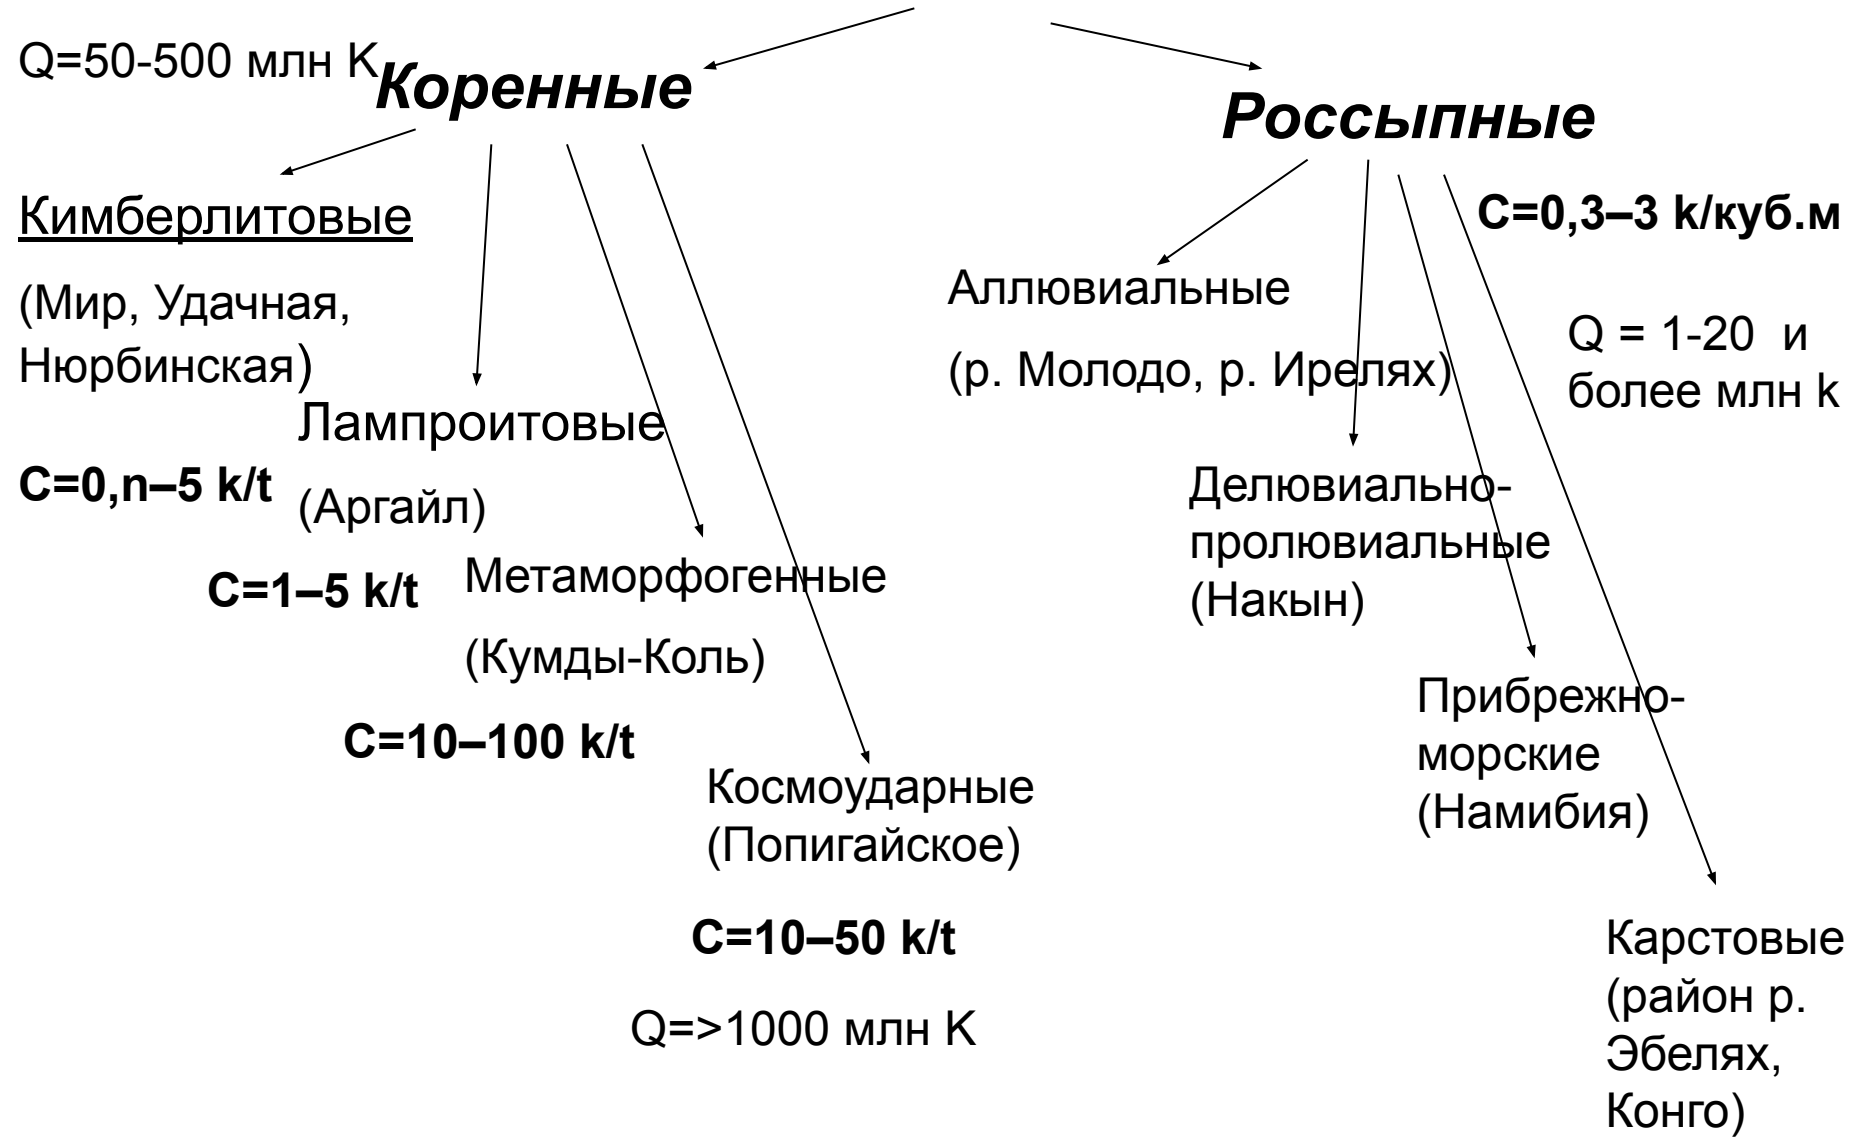 Q=50-500 млн K
Коренные
Россыпные
Кимберлитовые
(Мир, Удачная,
Нюрбинская)
C=0,n–5 k/t
Лампроитовые
(Аргайл)
C=1–5 k/t
Метаморфогенные
(Кумды-Коль)
C=10–100 k/t
Космоударные
(Попигайское)
C=10–50 k/t
Q=>1000 млн K
C=0,3–3 k/куб.м
Аллювиальные
(р. Молодо, р. Ирелях)
Q = 1-20 и
более млн k
Делювиально-
пролювиальные
(Накын)
Прибрежно-
морские
(Намибия)
Карстовые
(район р.
Эбелях,
Конго)